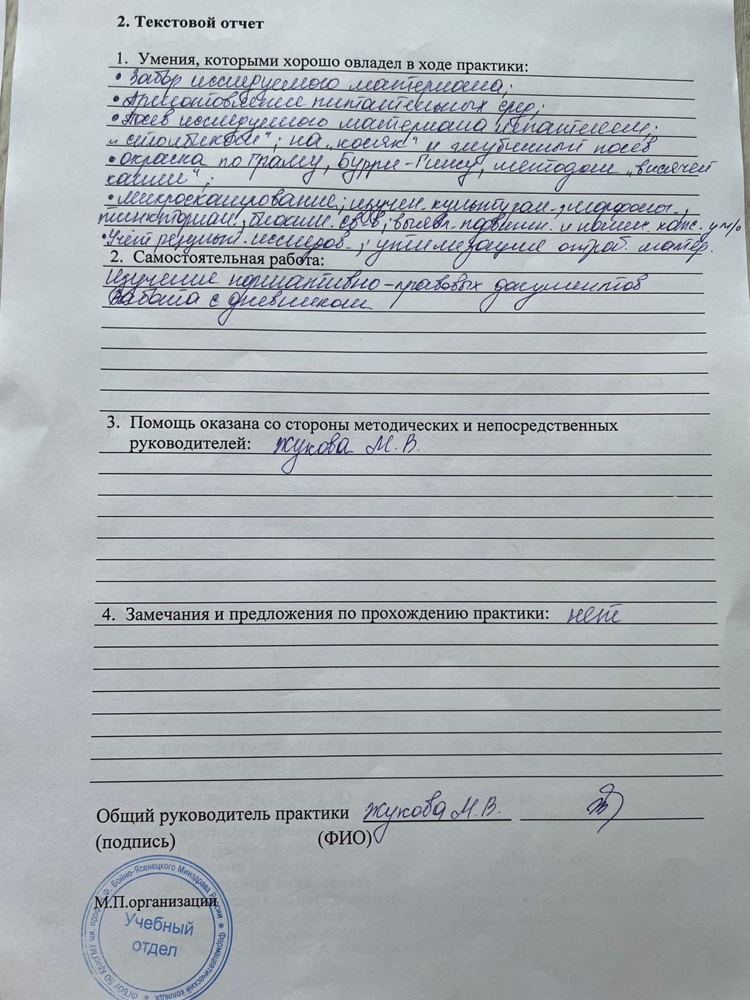 2. Текстовой отчет
1. Умения, которыми хорошо овладел в ходе практики:
• Забор исследуемого материала;
• Приготовление питательных сред;
• Посев исследуемого материала шпателем;
„столбиком“; на „косяк“ и глубинный посев
• окраска по Граму, Бурри-Гинсу, методом „висячей
капли“;
• микроскопирование; изучен. культурал., морфолог.,
тинкториал., биохим. св-в; выявл. подвижн. и налич. капс. у м/о
• Учёт результ. исследов.; утилизация отраб. матер.
2. Самостоятельная работа:
Изучение нормативно-правовых документов
Работа с дневником
3. Помощь оказана со стороны методических и непосредственных
руководителей: Жукова М.В.
4. Замечания и предложения по прохождению практики: нет
Общий руководитель практики Жукова М.В.
(подпись) (ФИО)
М.П.организации
Учебный
отдел
ФГБОУ ВО КрасГМУ им. проф. В.Ф. Войно-Ясенецкого Минздрава России * Фармацевтический колледж *